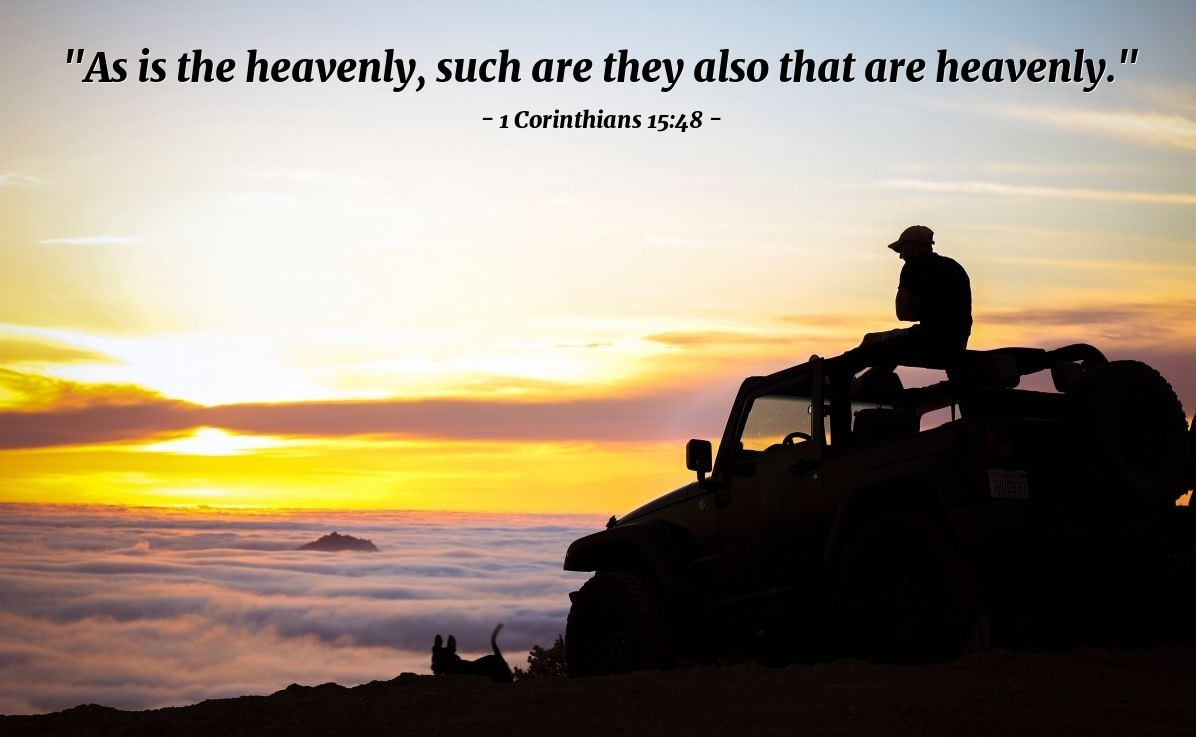 "As is the heavenly, such are they also that are heavenly."
- 1 Corinthians 15:48 -